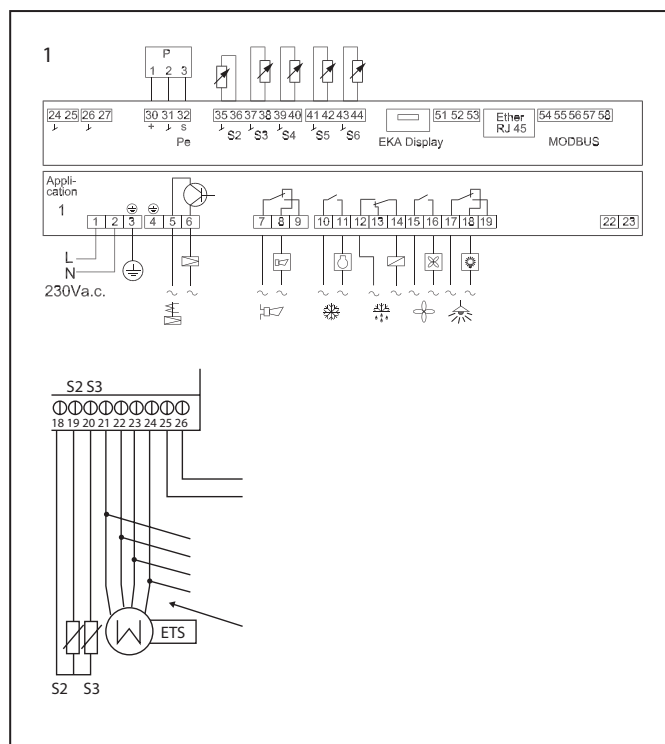 1
P
1 2 3
24 25 26 27 30 31 32 35 36 37 38 39 40 41 42 43 44 51 52 53 Ether RJ 45 54 55 56 57 58
+ s S2 S3 S4 S5 S6
Pe EKA Display MODBUS
Appli-
cation
1
1 2 3 4 5 6 7 8 9 10 11 12 13 14 15 16 17 18 19 22 23
L
N
230Va.c.
S2 S3
18 19 20 21 22 23 24 25 26
ETS
S2 S3